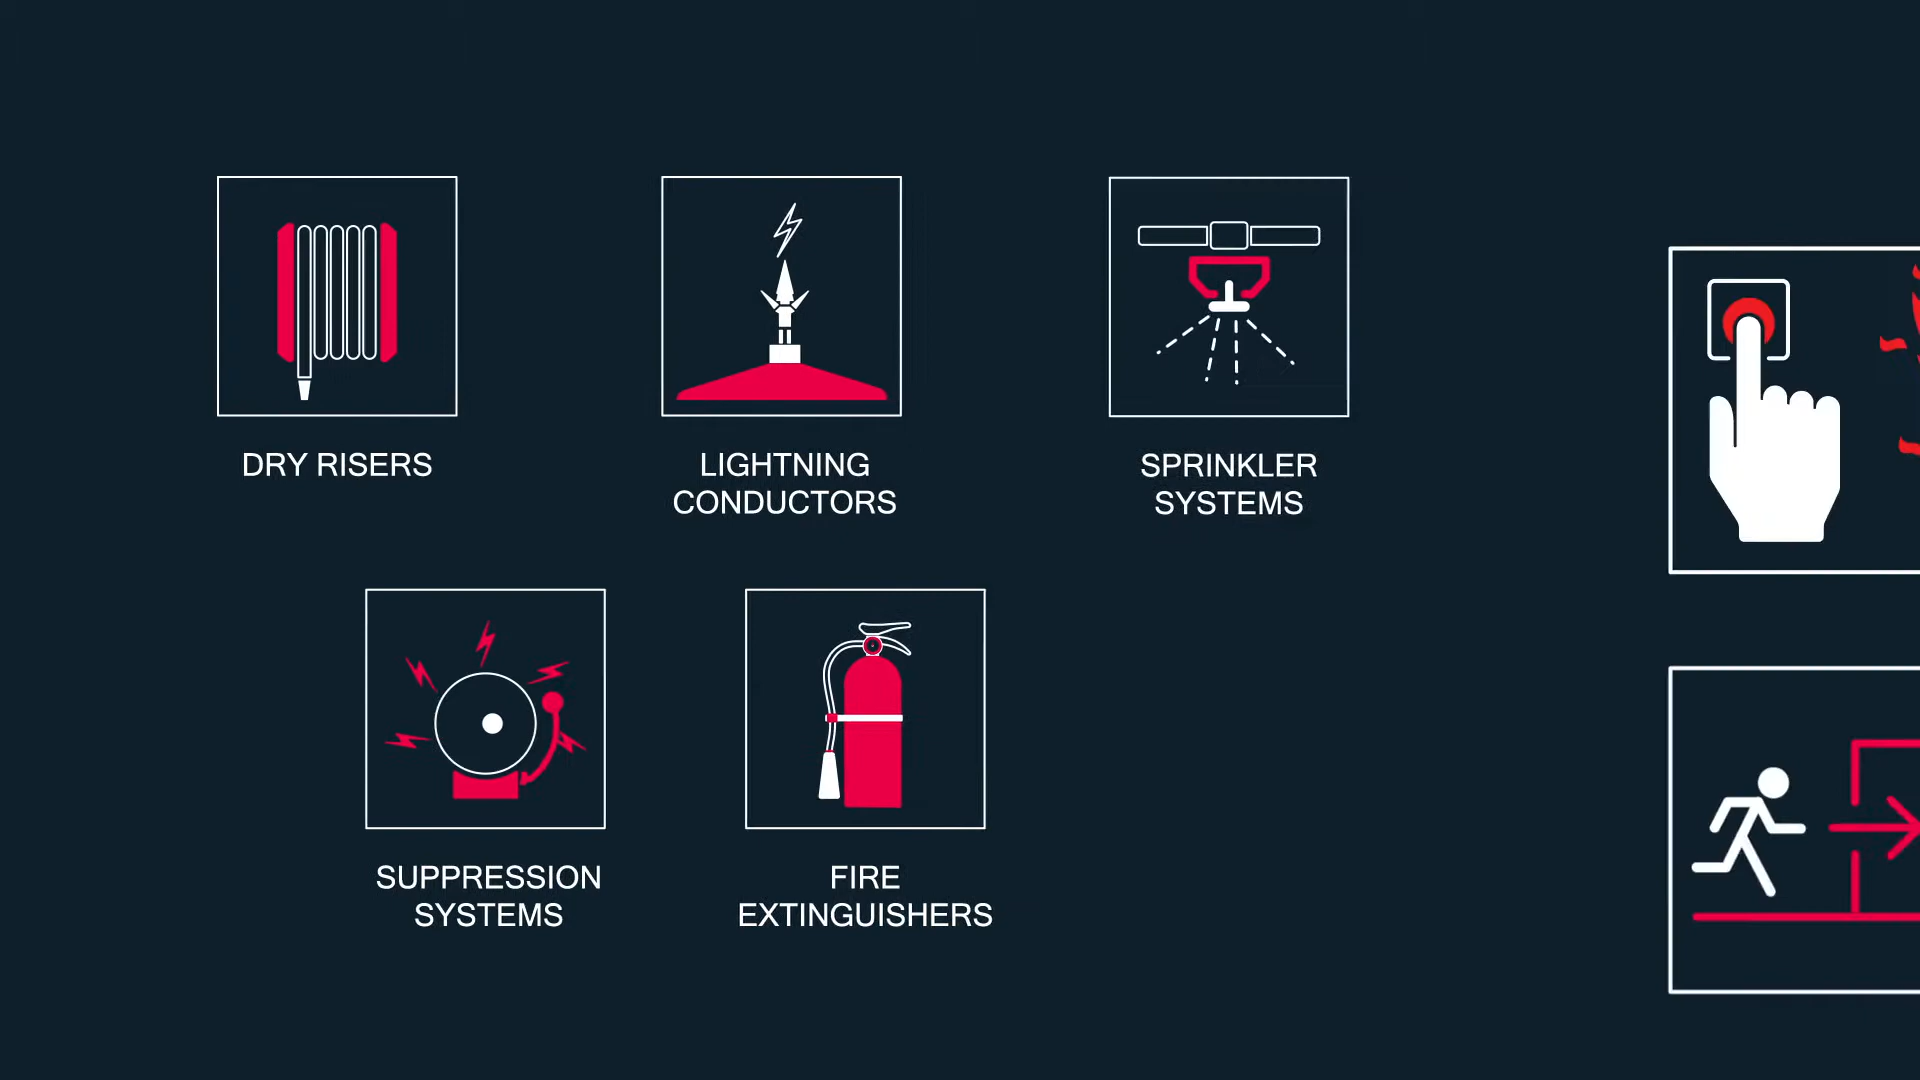 DRY RISERS
LIGHTNING
CONDUCTORS
SPRINKLER
SYSTEMS
SUPPRESSION
SYSTEMS
FIRE
EXTINGUISHERS